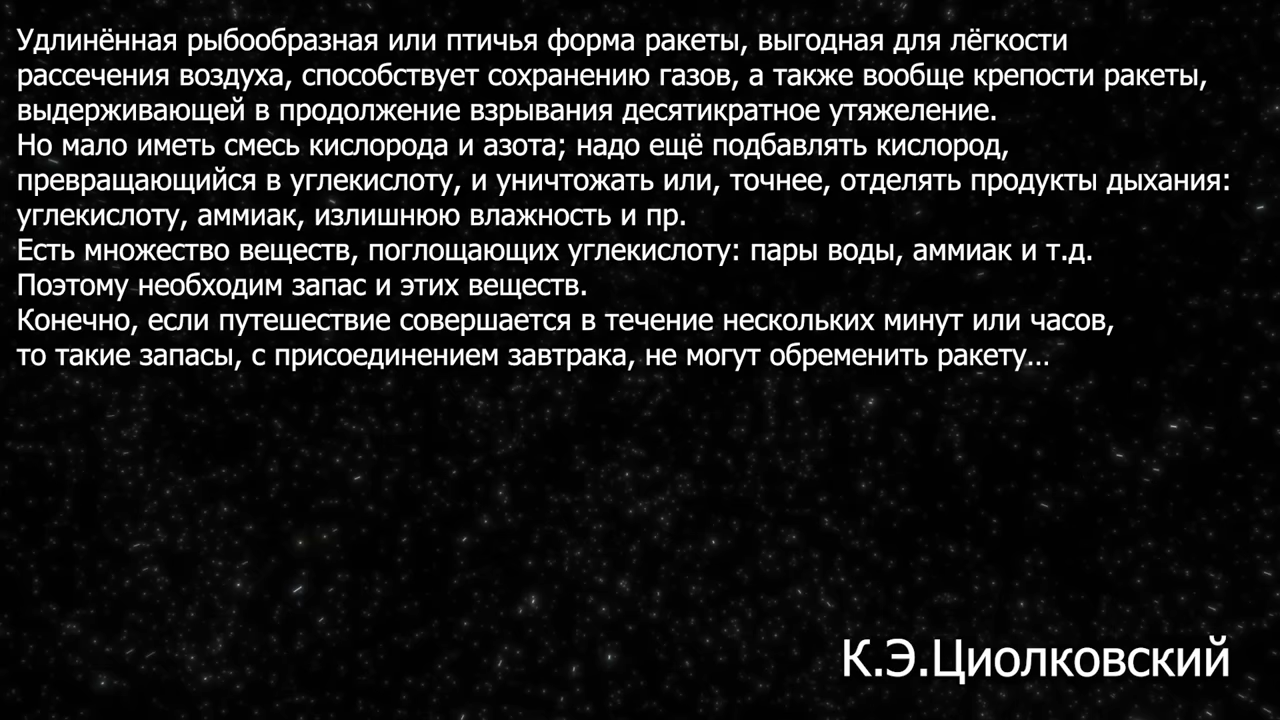 Удлинённая рыбообразная или птичья форма ракеты, выгодная для лёгкости
рассечения воздуха, способствует сохранению газов, а также вообще крепости ракеты,
выдерживающей в продолжение взрывания десятикратное утяжеление.
Но мало иметь смесь кислорода и азота; надо ещё подбавлять кислород,
превращающийся в углекислоту, и уничтожать или, точнее, отделять продукты дыхания:
углекислоту, аммиак, излишнюю влажность и пр.
Есть множество веществ, поглощающих углекислоту: пары воды, аммиак и т.д.
Поэтому необходим запас и этих веществ.
Конечно, если путешествие совершается в течение нескольких минут или часов,
то такие запасы, с присоединением завтрака, не могут обременить ракету...
К.Э.Циолковский